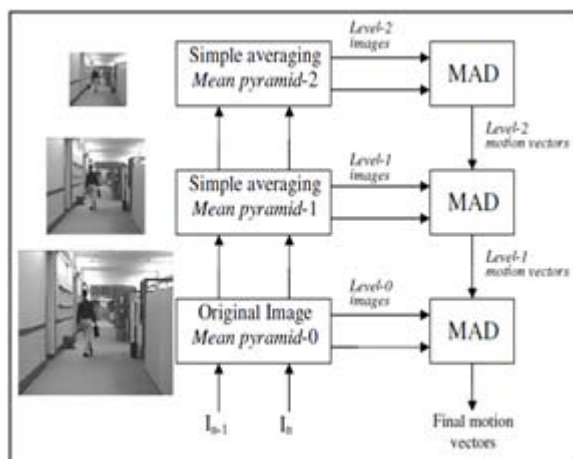 Simple averaging
Mean pyramid-2
Level-2
images
MAD
Level-2
motion vectors
Simple averaging
Mean pyramid-1
Level-1
images
MAD
Level-1
motion vectors
Original Image
Mean pyramid-0
Level-0
images
MAD
I_{n-1}
I_n
Final motion
vectors